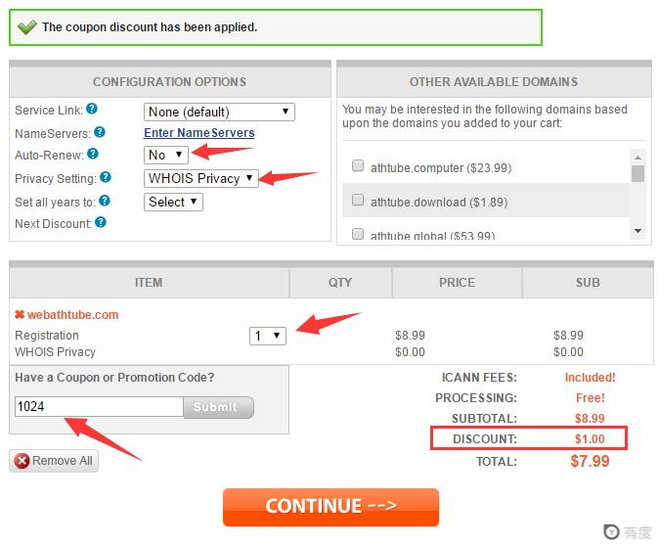 The coupon discount has been applied.
CONFIGURATION OPTIONS
Service Link: ? None (default)
NameServers: ? Enter NameServers
Auto-Renew: ? No
Privacy Setting: ? WHOIS Privacy
Set all years to: ? Select
Next Discount: ?
OTHER AVAILABLE DOMAINS
You may be interested in the following domains based
upon the domains you added to your cart:
athtube.computer ($23.99)
athtube.download ($1.89)
athtube.global ($53.99)
ITEM QTY PRICE SUB
webathtube.com
Registration 1 $8.99 $8.99
WHOIS Privacy $0.00 $0.00
Have a Coupon or Promotion Code?
1024 Submit
Remove All
ICANN FEES: Included!
PROCESSING: Free!
SUBTOTAL: $8.99
DISCOUNT: $1.00
TOTAL: $7.99
CONTINUE -->
有度